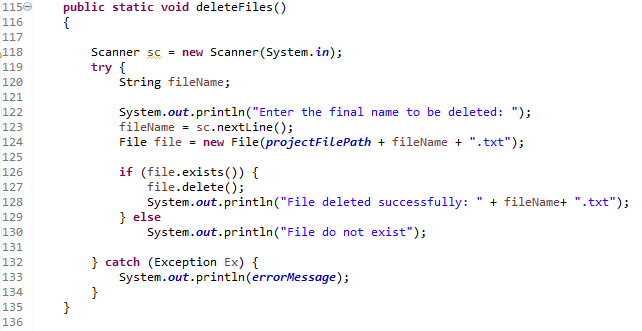 115 public static void deleteFiles()
116 {
117
118 Scanner sc = new Scanner(System.in);
119 try {
120 String fileName;
121
122 System.out.println("Enter the final name to be deleted: ");
123 fileName = sc.nextLine();
124 File file = new File(projectFilePath + fileName + ".txt");
125
126 if (file.exists()) {
127 file.delete();
128 System.out.println("File deleted successfully: " + fileName+ ".txt");
129 } else
130 System.out.println("File do not exist");
131
132 } catch (Exception Ex) {
133 System.out.println(errorMessage);
134 }
135 }
136